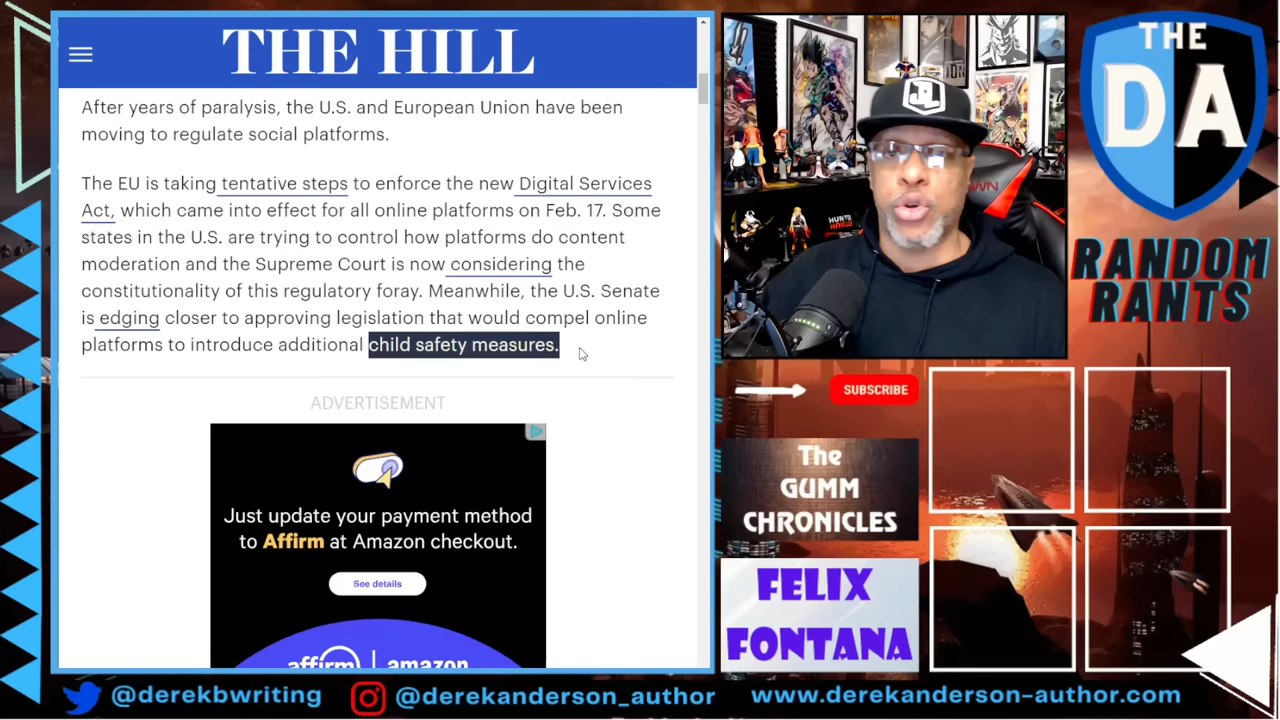 THE HILL
After years of paralysis, the U.S. and European Union have been
moving to regulate social platforms.
The EU is taking tentative steps to enforce the new Digital Services
Act, which came into effect for all online platforms on Feb. 17. Some
states in the U.S. are trying to control how platforms do content
moderation and the Supreme Court is now considering the
constitutionality of this regulatory foray. Meanwhile, the U.S. Senate
is edging closer to approving legislation that would compel online
platforms to introduce additional child safety measures.
ADVERTISEMENT
Just update your payment method
to Affirm at Amazon checkout.
See details
affirm | amazon
THE
DA
RANDOM
RANTS
SUBSCRIBE
The
GUMM
CHRONICLES
FELIX
FONTANA
@derekbwriting
@derekanderson_author
www.derekanderson-author.com